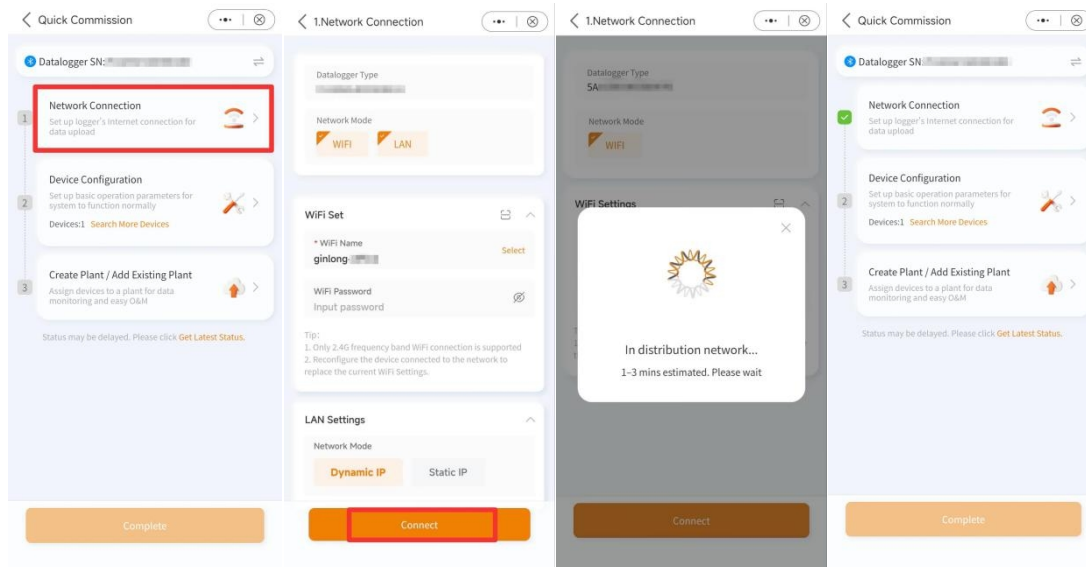 Quick Commission
Datalogger SN:
1
Network Connection
Set up logger's Internet connection for
data upload
2
Device Configuration
Set up basic operation parameters for
system to function normally
Devices:1 Search More Devices
3
Create Plant / Add Existing Plant
Assign devices to a plant for data
monitoring and easy O&M
Status may be delayed. Please click Get Latest Status.
Complete
1.Network Connection
Datalogger Type
Network Mode
WIFI LAN
WiFi Set
* WiFi Name
ginlong
Select
WiFi Password
Input password
Tip:
1. Only 2.4G frequency band WiFi connection is supported
2. Reconfigure the device connected to the network to
replace the current WiFi Settings.
LAN Settings
Network Mode
Dynamic IP Static IP
Connect
1.Network Connection
Datalogger Type
5A
Network Mode
WIFI
WiFi Settings
In distribution network...
1-3 mins estimated. Please wait
Connect
Quick Commission
Datalogger SN
Network Connection
Set up logger's Internet connection for
data upload
2
Device Configuration
Set up basic operation parameters for
system to function normally
Devices:1 Search More Devices
3
Create Plant / Add Existing Plant
Assign devices to a plant for data
monitoring and easy O&M
Status may be delayed. Please click Get Latest Status.
Complete